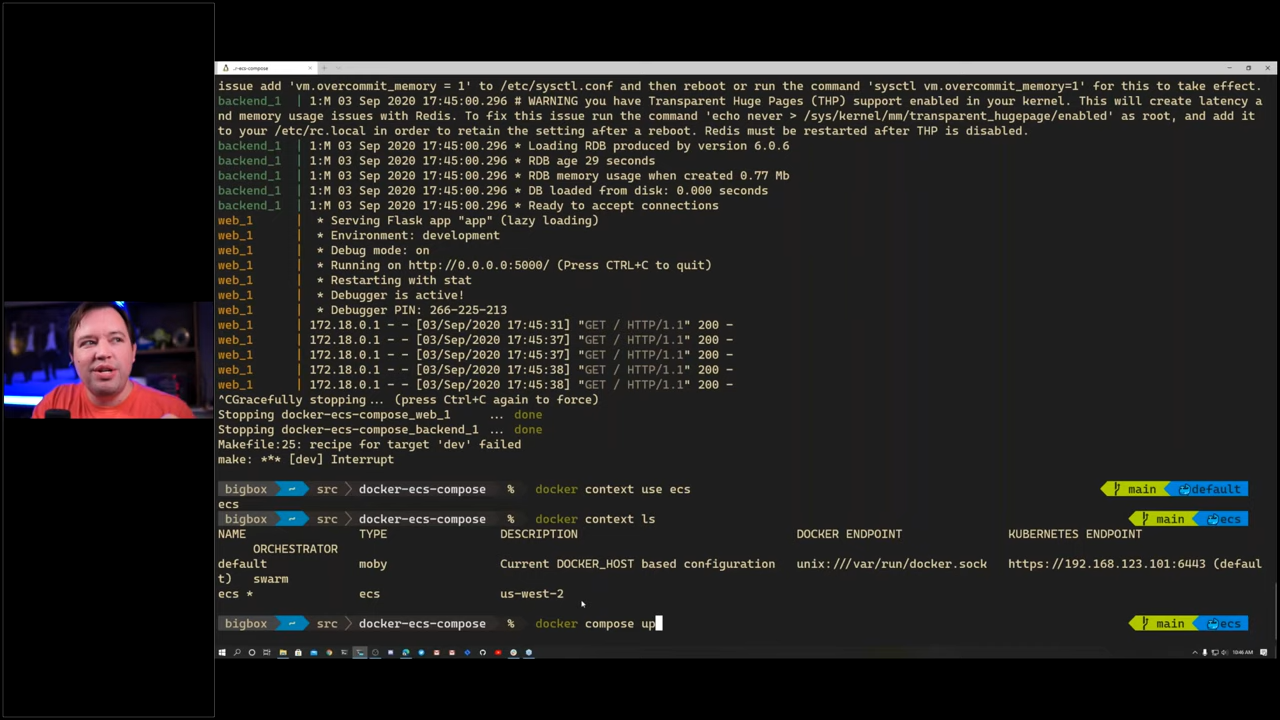 -ecs-compose
issue add 'vm.overcommit_memory = 1' to /etc/sysctl.conf and then reboot or run the command 'sysctl vm.overcommit_memory=1' for this to take effect.
backend_1 | 1:M 03 Sep 2020 17:45:00.296 # WARNING you have Transparent Huge Pages (THP) support enabled in your kernel. This will create latency a
nd memory usage issues with Redis. To fix this issue run the command 'echo never > /sys/kernel/mm/transparent_hugepage/enabled' as root, and add it
to your /etc/rc.local in order to retain the setting after a reboot. Redis must be restarted after THP is disabled.
backend_1 | 1:M 03 Sep 2020 17:45:00.296 * Loading RDB produced by version 6.0.6
backend_1 | 1:M 03 Sep 2020 17:45:00.296 * RDB age 29 seconds
backend_1 | 1:M 03 Sep 2020 17:45:00.296 * RDB memory usage when created 0.77 Mb
backend_1 | 1:M 03 Sep 2020 17:45:00.296 * DB loaded from disk: 0.000 seconds
backend_1 | 1:M 03 Sep 2020 17:45:00.296 * Ready to accept connections
web_1 | * Serving Flask app "app" (lazy loading)
web_1 | * Environment: development
web_1 | * Debug mode: on
web_1 | * Running on http://0.0.0.0:5000/ (Press CTRL+C to quit)
web_1 | * Restarting with stat
web_1 | * Debugger is active!
web_1 | * Debugger PIN: 266-225-213
web_1 | 172.18.0.1 - - [03/Sep/2020 17:45:31] "GET / HTTP/1.1" 200 -
web_1 | 172.18.0.1 - - [03/Sep/2020 17:45:37] "GET / HTTP/1.1" 200 -
web_1 | 172.18.0.1 - - [03/Sep/2020 17:45:37] "GET / HTTP/1.1" 200 -
web_1 | 172.18.0.1 - - [03/Sep/2020 17:45:38] "GET / HTTP/1.1" 200 -
web_1 | 172.18.0.1 - - [03/Sep/2020 17:45:38] "GET / HTTP/1.1" 200 -
^CGracefully stopping... (press Ctrl+C again to force)
Stopping docker-ecs-compose_web_1 ... done
Stopping docker-ecs-compose_backend_1 ... done
Makefile:25: recipe for target 'dev' failed
make: *** [dev] Interrupt
bigbox ~ src docker-ecs-compose % docker context use ecs main default
ecs
bigbox ~ src docker-ecs-compose % docker context ls main ecs
NAME TYPE DESCRIPTION DOCKER ENDPOINT KUBERNETES ENDPOINT
ORCHESTRATOR
default moby Current DOCKER_HOST based configuration unix:///var/run/docker.sock https://192.168.123.101:6443 (defaul
t) swarm
ecs * ecs us-west-2
bigbox ~ src docker-ecs-compose % docker compose up main ecs
10:46 AM